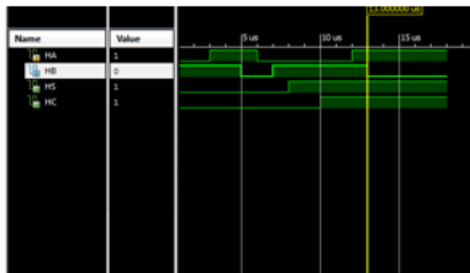 13.000000 us
Name Value
5 us 10 us 15 us
HA 1
HB 0
HS 1
HC 1